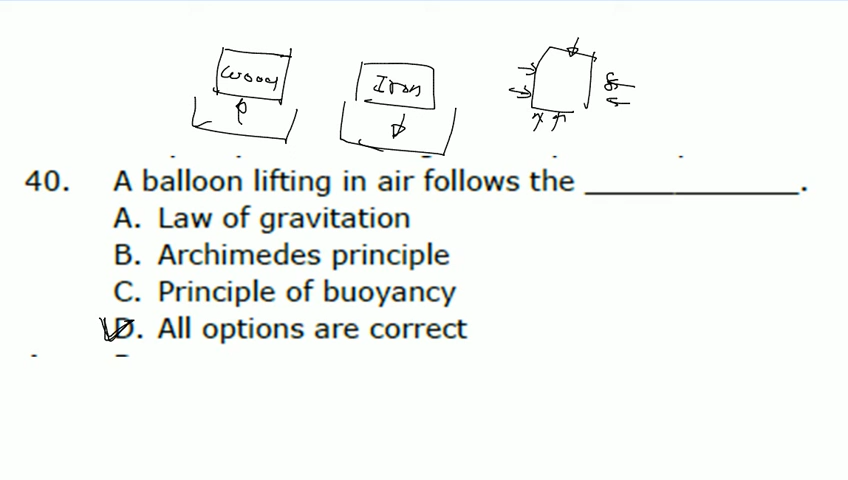 Wood
Iron
40. A balloon lifting in air follows the ____________.
A. Law of gravitation
B. Archimedes principle
C. Principle of buoyancy
D. All options are correct